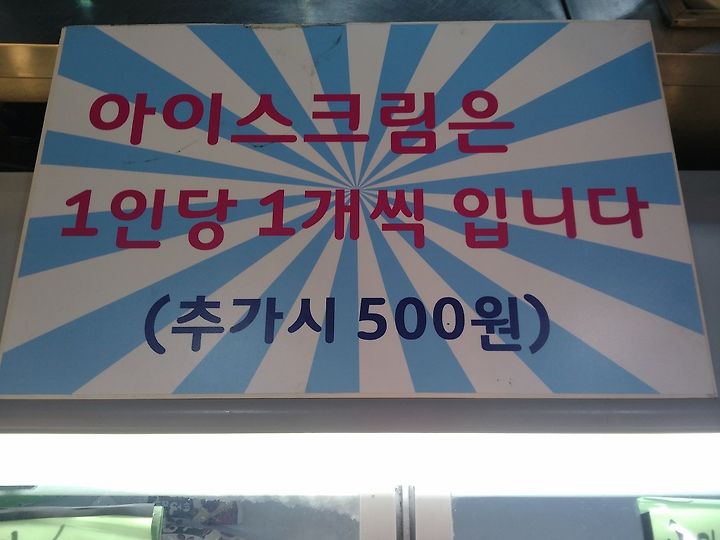 아이스크림은
1인당 1개씩 입니다
(추가시 500원)